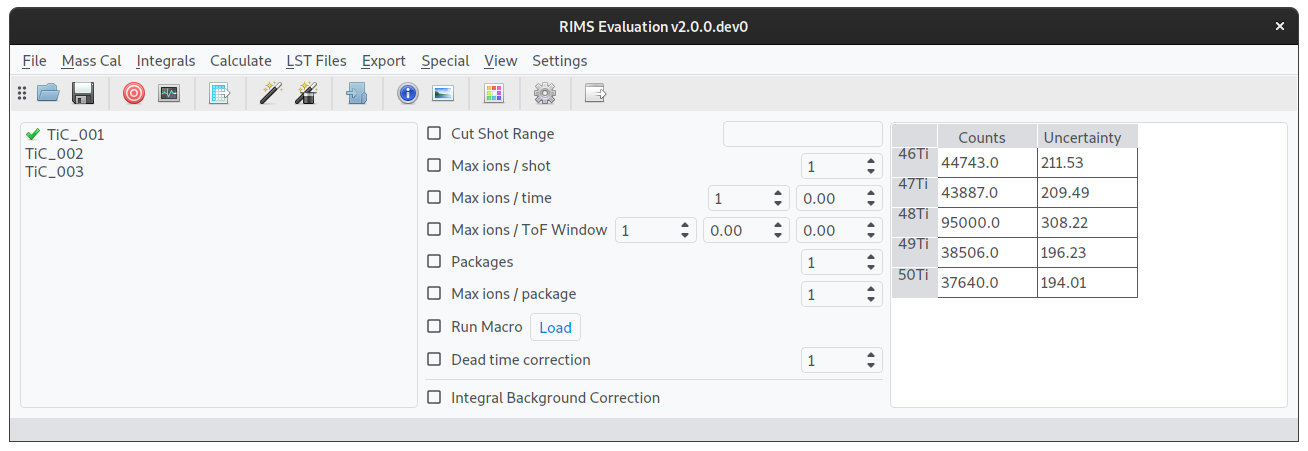 RIMS Evaluation v2.0.0.dev0 ×
File Mass Cal Integrals Calculate LST Files Export Special View Settings
TiC_001
TiC_002
TiC_003
Cut Shot Range
Max ions / shot 1
Max ions / time 1 0.00
Max ions / ToF Window 1 0.00 0.00
Packages 1
Max ions / package 1
Run Macro Load
Dead time correction 1
Integral Background Correction
Counts Uncertainty
46Ti 44743.0 211.53
47Ti 43887.0 209.49
48Ti 95000.0 308.22
49Ti 38506.0 196.23
50Ti 37640.0 194.01